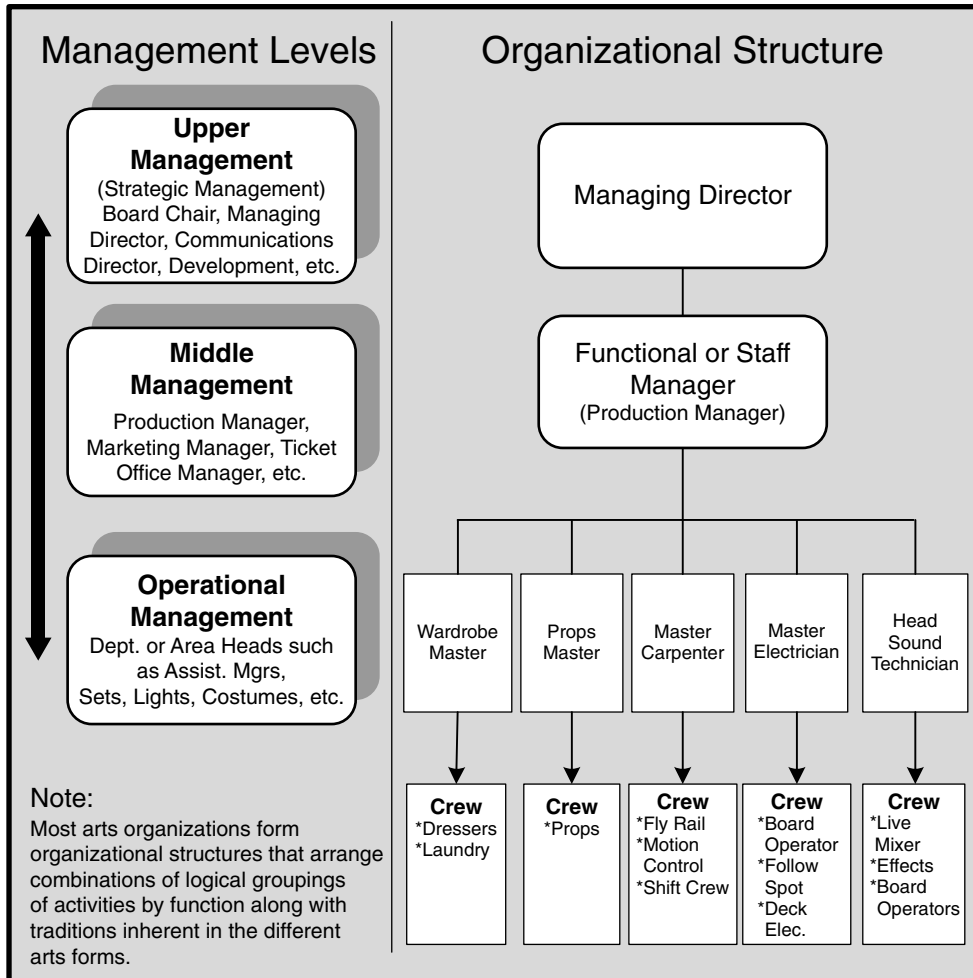 Management Levels
Upper
Management
(Strategic Management)
Board Chair, Managing
Director, Communications
Director, Development, etc.
Middle
Management
Production Manager,
Marketing Manager, Ticket
Office Manager, etc.
Operational
Management
Dept. or Area Heads such
as Assist. Mgrs,
Sets, Lights, Costumes, etc.
Note:
Most arts organizations form
organizational structures that arrange
combinations of logical groupings
of activities by function along with
traditions inherent in the different
arts forms.
Organizational Structure
Managing Director
Functional or Staff
Manager
(Production Manager)
Wardrobe
Master
Props
Master
Master
Carpenter
Master
Electrician
Head
Sound
Technician
Crew
*Dressers
*Laundry
Crew
*Props
Crew
*Fly Rail
*Motion
Control
*Shift Crew
Crew
*Board
Operator
*Follow
Spot
*Deck
Elec.
Crew
*Live
Mixer
*Effects
*Board
Operators